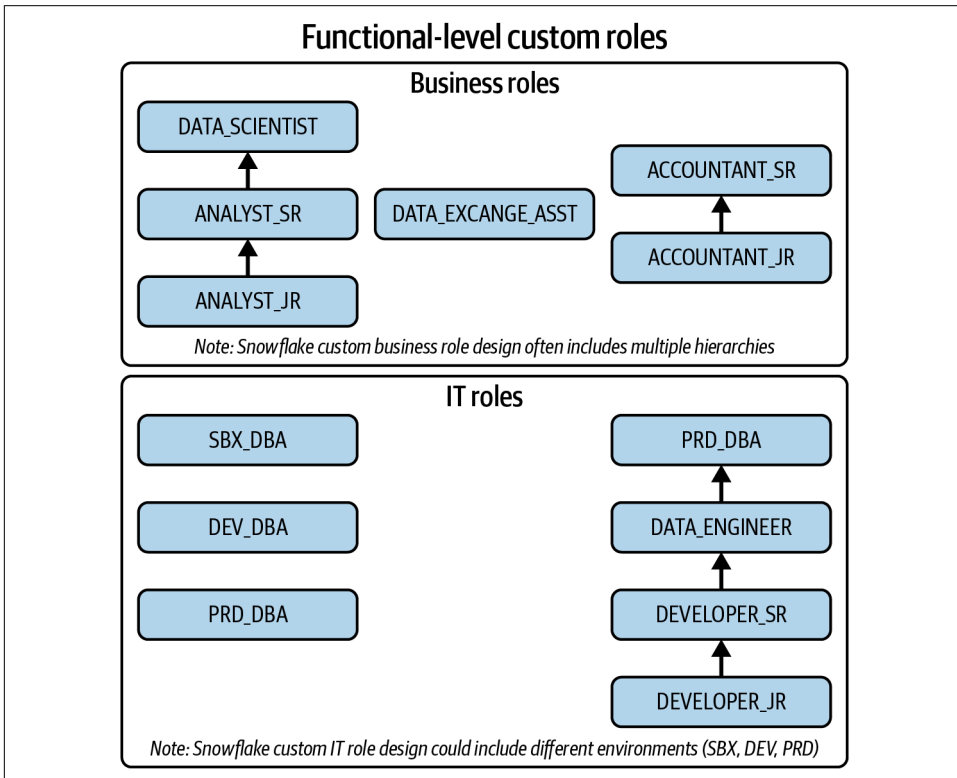 Functional-level custom roles
Business roles
DATA_SCIENTIST
ANALYST_SR
ANALYST_JR
DATA_EXCANGE_ASST
ACCOUNTANT_SR
ACCOUNTANT_JR
Note: Snowflake custom business role design often includes multiple hierarchies
IT roles
SBX_DBA
DEV_DBA
PRD_DBA
PRD_DBA
DATA_ENGINEER
DEVELOPER_SR
DEVELOPER_JR
Note: Snowflake custom IT role design could include different environments (SBX, DEV, PRD)